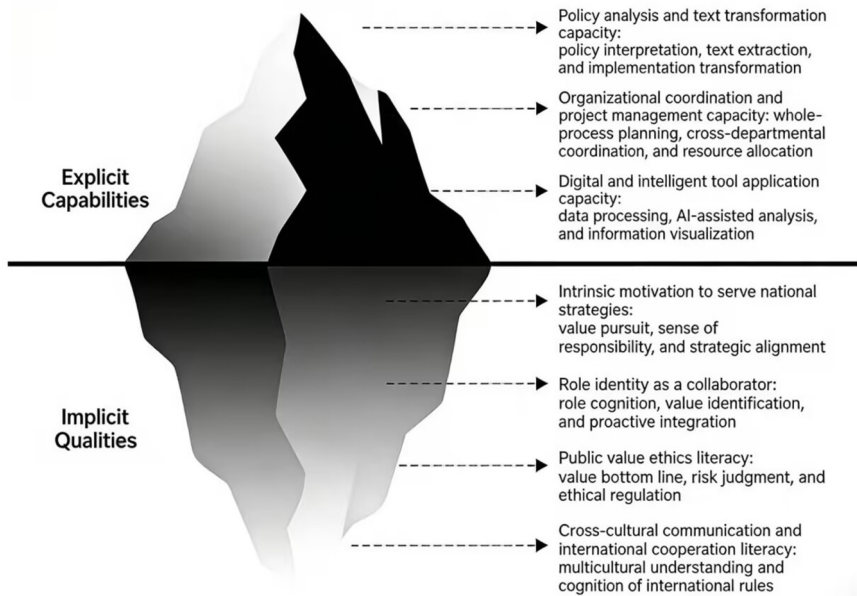 Policy analysis and text transformation
capacity:
policy interpretation, text extraction,
and implementation transformation
Organizational coordination and
project management capacity: whole-
process planning, cross-departmental
coordination, and resource allocation
Explicit
Capabilities
Digital and intelligent tool application
capacity:
data processing, AI-assisted analysis,
and information visualization
Intrinsic motivation to serve national
strategies:
value pursuit, sense of
responsibility, and strategic alignment
Role identity as a collaborator:
role cognition, value identification,
and proactive integration
Implicit
Qualities
Public value ethics literacy:
value bottom line, risk judgment, and
ethical regulation
Cross-cultural communication and
international cooperation literacy:
multicultural understanding and
cognition of international rules